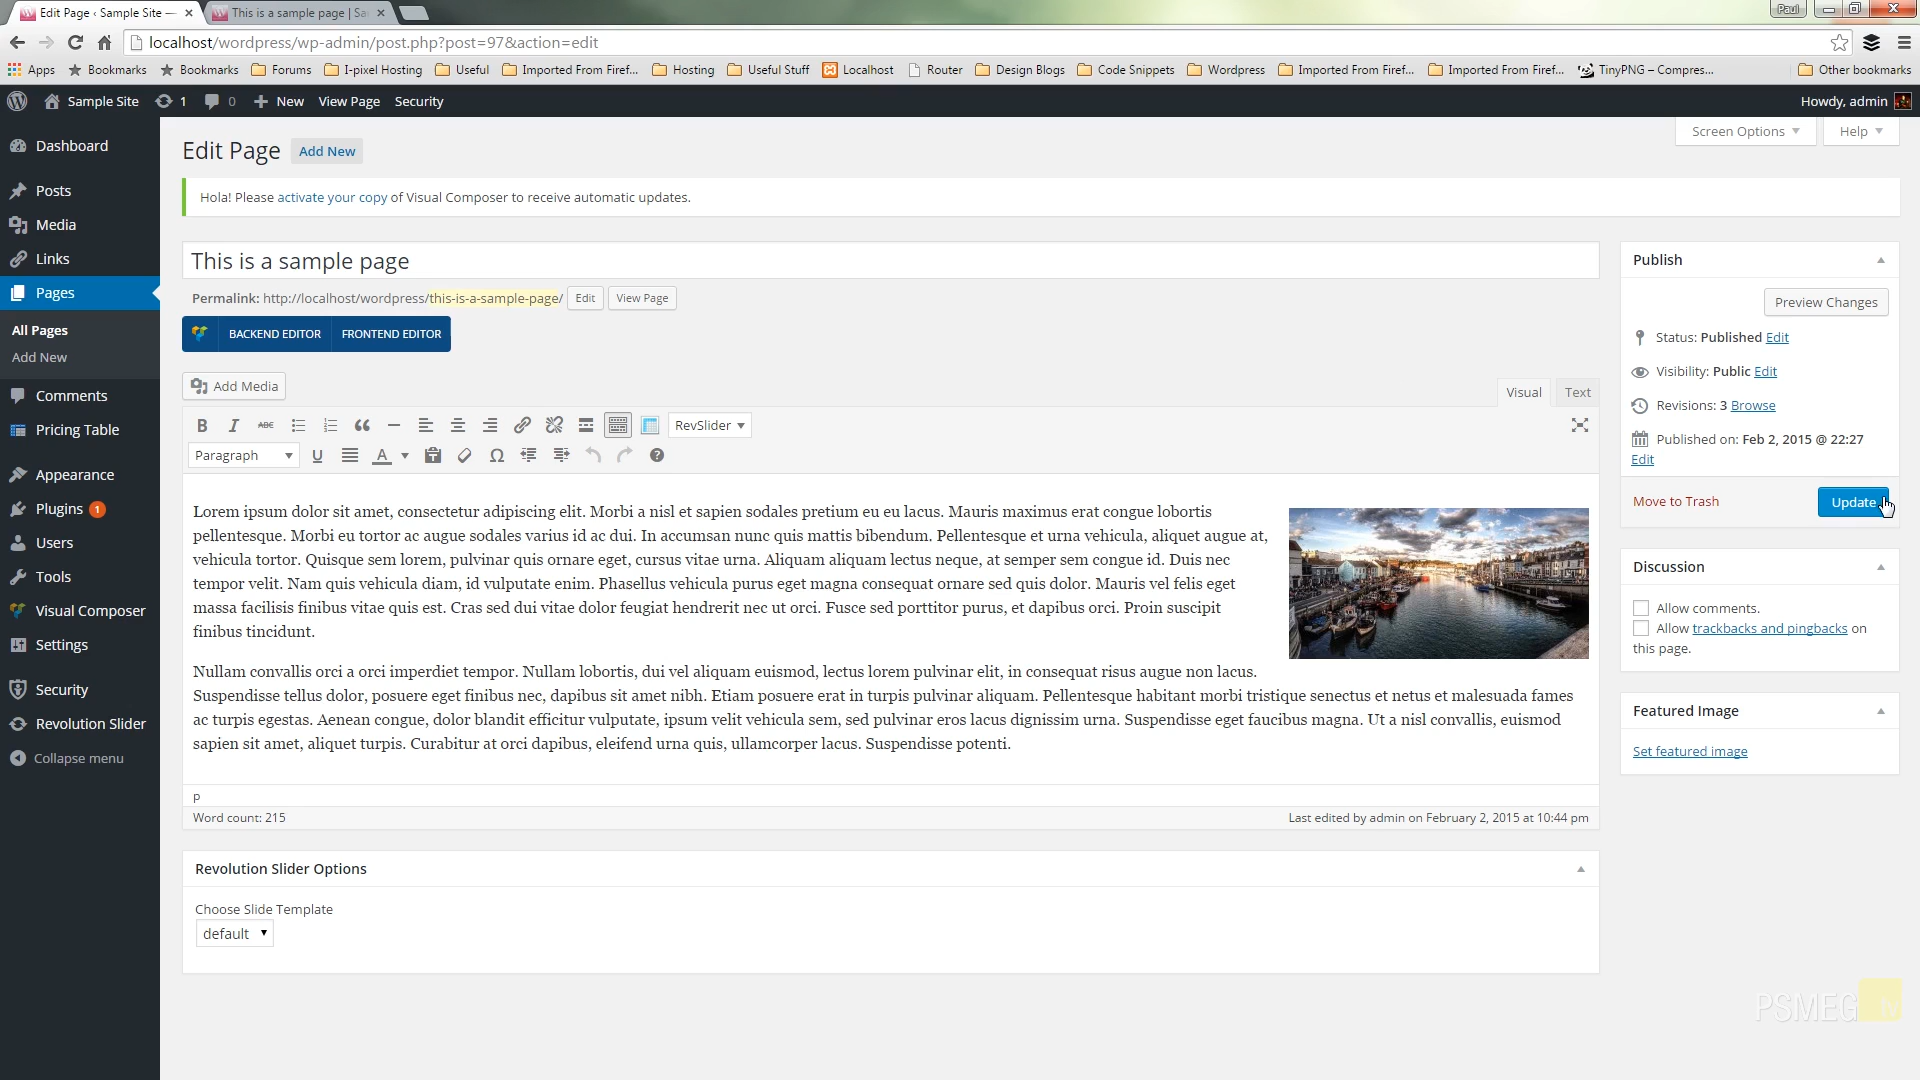 Edit Page ‹ Sample Site —
This is a sample page | Sa
Paul
localhost/wordpress/wp-admin/post.php?post=97&action=edit
Apps Bookmarks Bookmarks Forums I-pixel Hosting Useful Imported From Firef... Hosting Useful Stuff Localhost Router Design Blogs Code Snippets Wordpress Imported From Firef... Imported From Firef... TinyPNG – Compres... Other bookmarks
Sample Site 1 0 New View Page Security Howdy, admin
Dashboard
Posts
Media
Links
Pages
All Pages
Add New
Comments
Pricing Table
Appearance
Plugins 1
Users
Tools
Visual Composer
Settings
Security
Revolution Slider
Collapse menu
Screen Options Help
Edit Page Add New
Hola! Please activate your copy of Visual Composer to receive automatic updates.
This is a sample page
Permalink: http://localhost/wordpress/this-is-a-sample-page/ Edit View Page
BACKEND EDITOR FRONTEND EDITOR
Add Media
Visual Text
B I ABC RevSlider
Paragraph U A Ω
Lorem ipsum dolor sit amet, consectetur adipiscing elit. Morbi a nisl et sapien sodales pretium eu eu lacus. Mauris maximus erat congue lobortis
pellentesque. Morbi eu tortor ac augue sodales varius id ac dui. In accumsan nunc quis mattis bibendum. Pellentesque et urna vehicula, aliquet augue at,
vehicula tortor. Quisque sem lorem, pulvinar quis ornare eget, cursus vitae urna. Aliquam aliquam lectus neque, at semper sem congue id. Duis nec
tempor velit. Nam quis vehicula diam, id vulputate enim. Phasellus vehicula purus eget magna consequat ornare sed quis dolor. Mauris vel felis eget
massa facilisis finibus vitae quis est. Cras sed dui vitae dolor feugiat hendrerit nec ut orci. Fusce sed porttitor purus, et dapibus orci. Proin suscipit
finibus tincidunt.
Nullam convallis orci a orci imperdiet tempor. Nullam lobortis, dui vel aliquam euismod, lectus lorem pulvinar elit, in consequat risus augue non lacus.
Suspendisse tellus dolor, posuere eget finibus nec, dapibus sit amet nibh. Etiam posuere erat in turpis pulvinar aliquam. Pellentesque habitant morbi tristique senectus et netus et malesuada fames
ac turpis egestas. Aenean congue, dolor blandit efficitur vulputate, ipsum velit vehicula sem, sed pulvinar eros lacus dignissim urna. Suspendisse eget faucibus magna. Ut a nisl convallis, euismod
sapien sit amet, aliquet turpis. Curabitur at orci dapibus, eleifend urna quis, ullamcorper lacus. Suspendisse potenti.
p
Word count: 215 Last edited by admin on February 2, 2015 at 10:44 pm
Revolution Slider Options
Choose Slide Template
default
Publish
Preview Changes
Status: Published Edit
Visibility: Public Edit
Revisions: 3 Browse
Published on: Feb 2, 2015 @ 22:27
Edit
Move to Trash Update
Discussion
Allow comments.
Allow trackbacks and pingbacks on
this page.
Featured Image
Set featured image
PSMEG